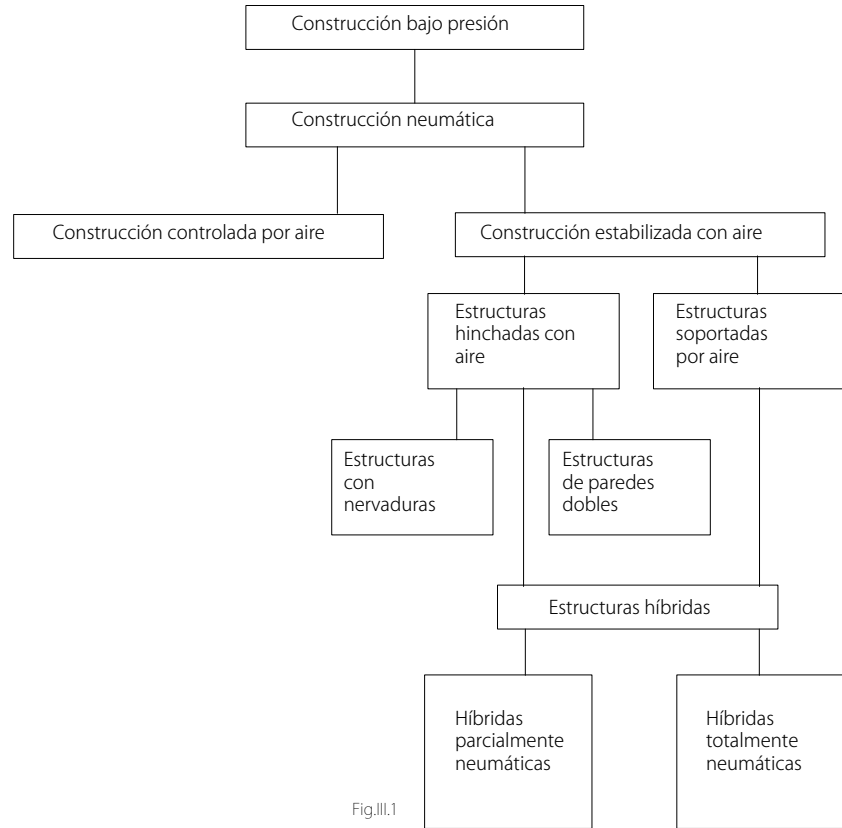 Construcción bajo presión
Construcción neumática
Construcción controlada por aire
Construcción estabilizada con aire
Estructuras
hinchadas con
aire
Estructuras
soportadas
por aire
Estructuras
con
nervaduras
Estructuras
de paredes
dobles
Estructuras híbridas
Híbridas
parcialmente
neumáticas
Híbridas
totalmente
neumáticas
Fig.III.1